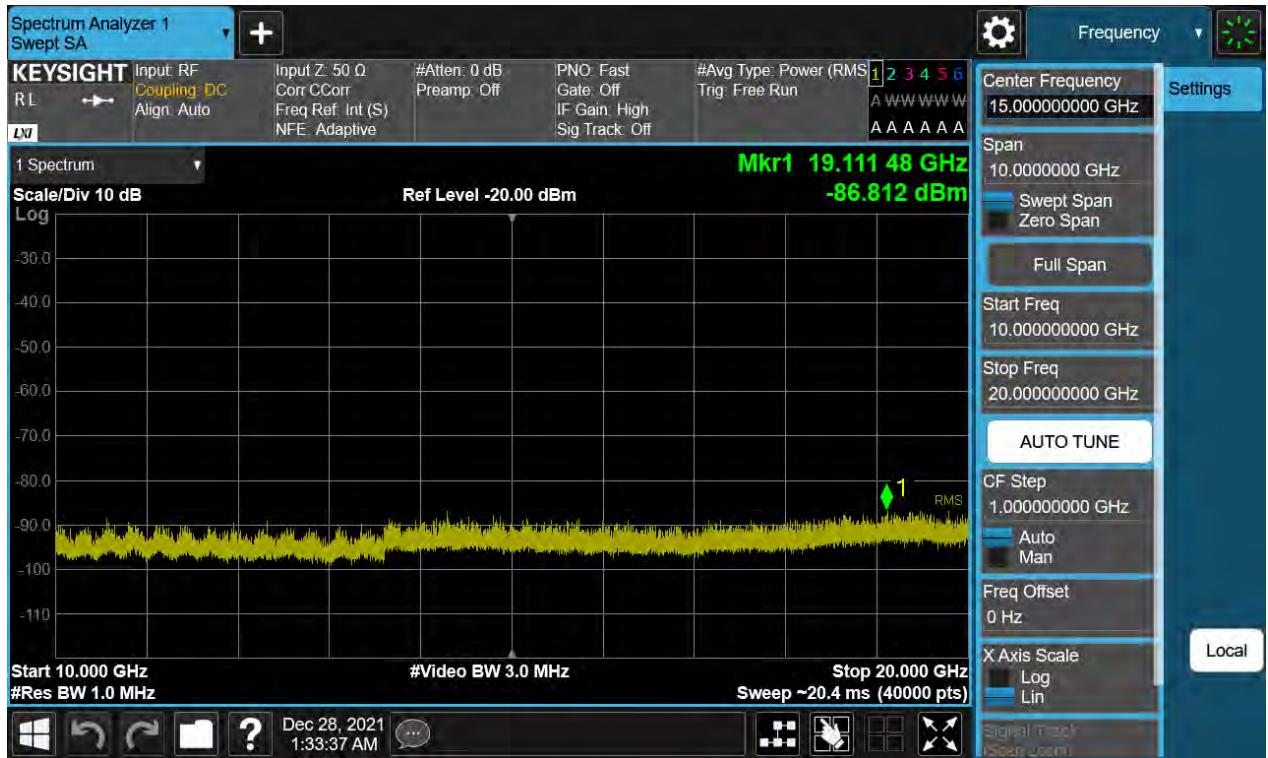 Spectrum Analyzer 1
Swept SA
+
Frequency
KEYSIGHT
RL
LXI
Input: RF
Coupling: DC
Align: Auto
Input Z: 50 Ω
Corr CCorr
Freq Ref: Int (S)
NFE: Adaptive
#Atten: 0 dB
Preamp: Off
PNO: Fast
Gate: Off
IF Gain: High
Sig Track: Off
#Avg Type: Power (RMS
Trig: Free Run
1 2 3 4 5 6
A W W W W W
A A A A A A
1 Spectrum
Mkr1 19.111 48 GHz
Scale/Div 10 dB
Ref Level -20.00 dBm
-86.812 dBm
Log
-30.0
-40.0
-50.0
-60.0
-70.0
-80.0
-90.0
-100
-110
1
RMS
Start 10.000 GHz
#Video BW 3.0 MHz
Stop 20.000 GHz
#Res BW 1.0 MHz
Sweep ~20.4 ms (40000 pts)
Center Frequency
15.000000000 GHz
Settings
Span
10.0000000 GHz
Swept Span
Zero Span
Full Span
Start Freq
10.000000000 GHz
Stop Freq
20.000000000 GHz
AUTO TUNE
CF Step
1.000000000 GHz
Auto
Man
Freq Offset
0 Hz
X Axis Scale
Log
Lin
Local
Signal Track
(Span Zoom)
?
Dec 28, 2021
1:33:37 AM